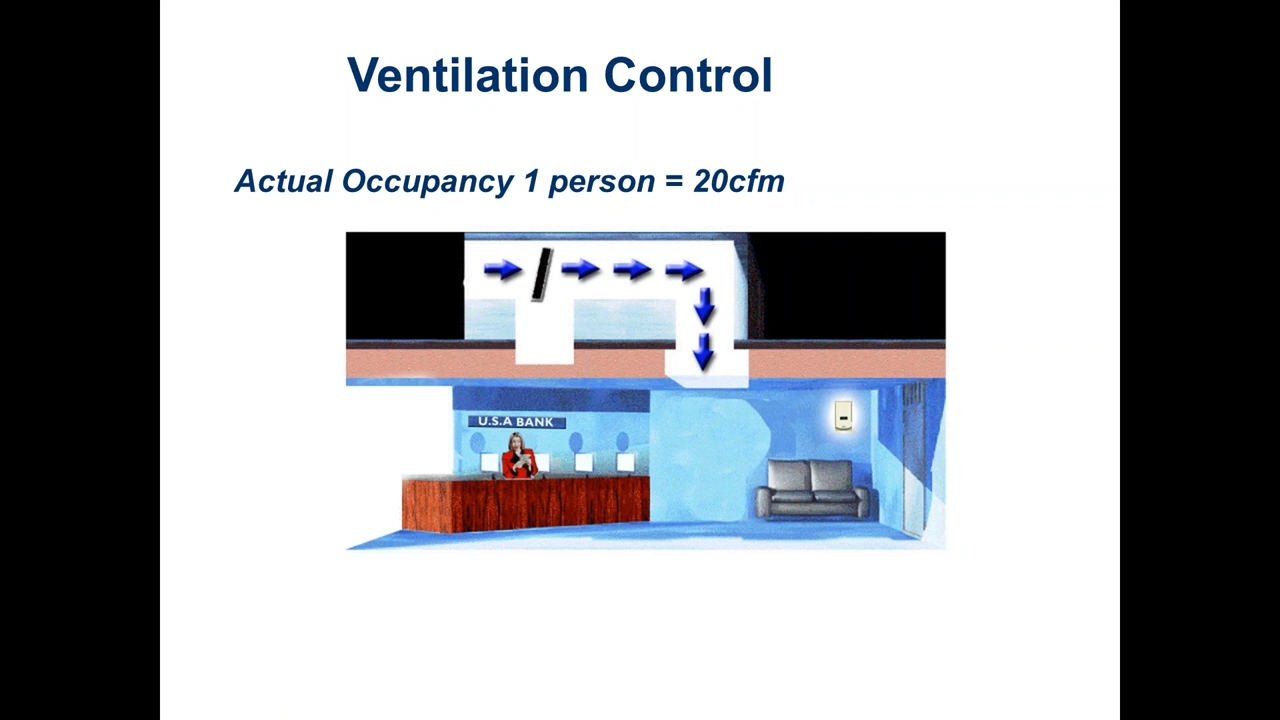 Ventilation Control
Actual Occupancy 1 person = 20cfm
U.S.A BANK